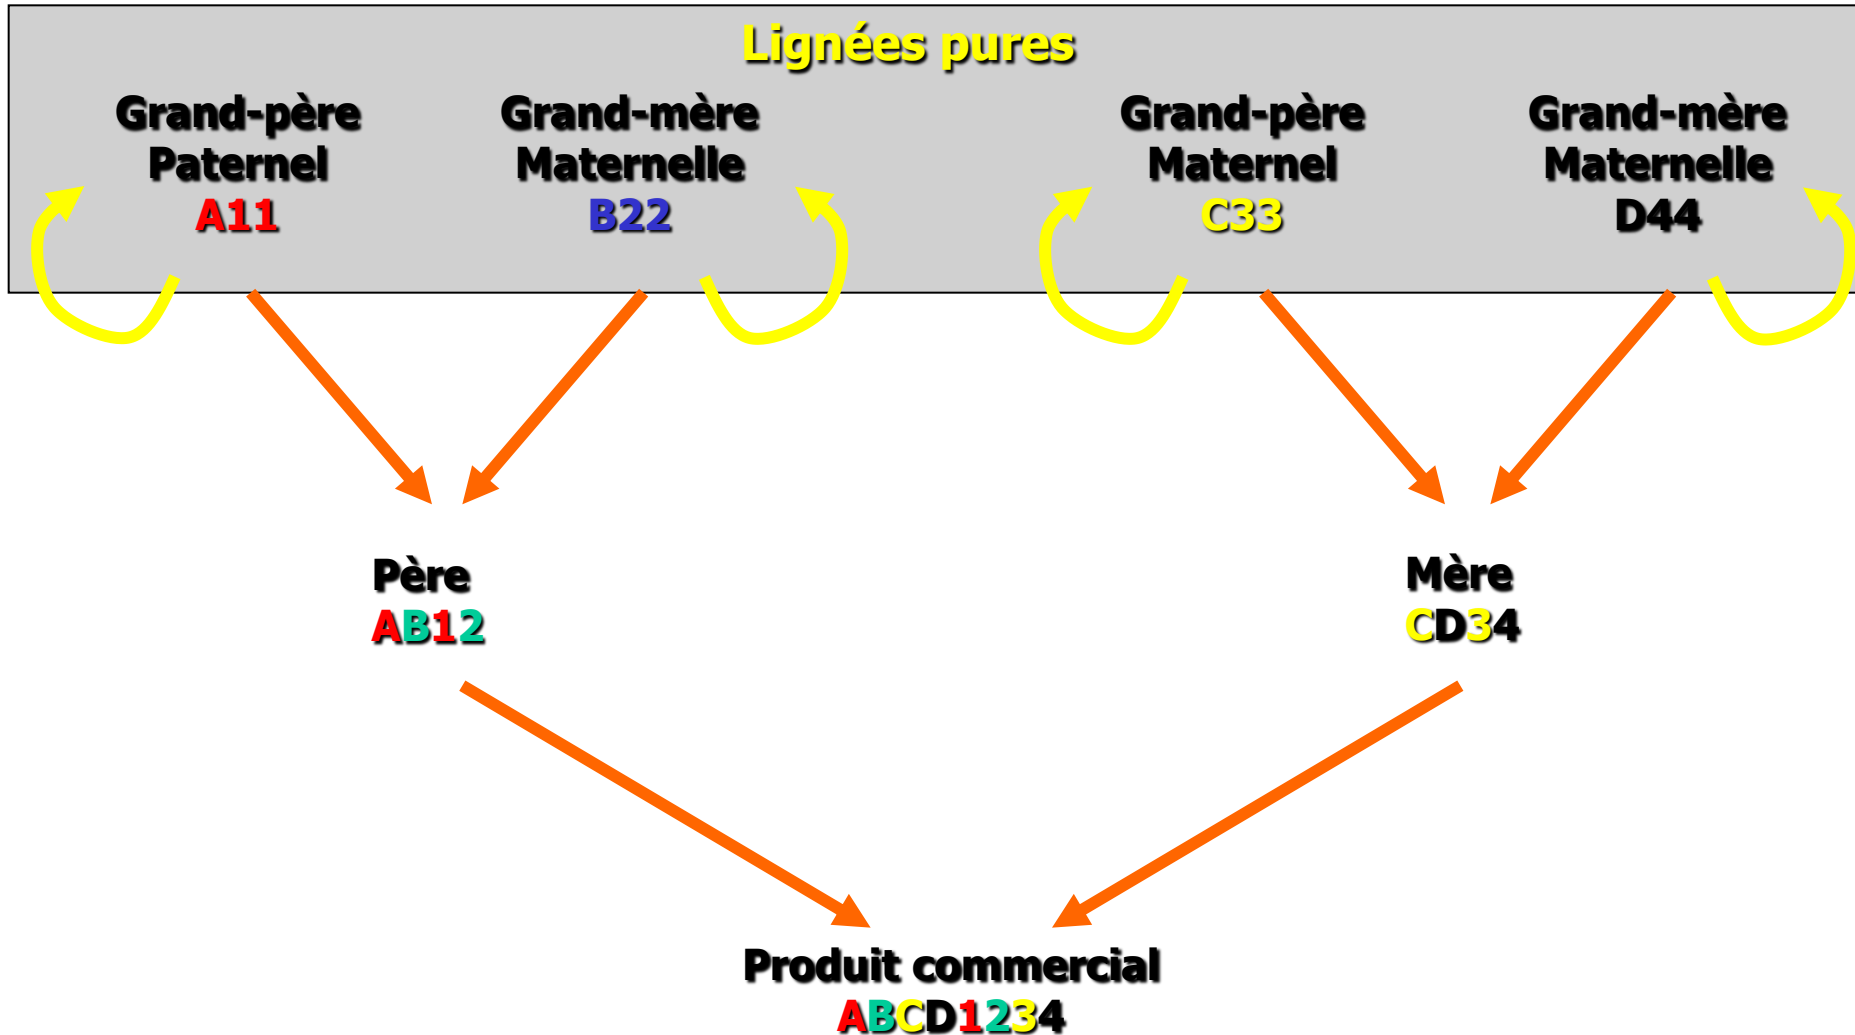 Lignées pures
Grand-père
Paternel
A11
Grand-mère
Maternelle
B22
Grand-père
Maternel
C33
Grand-mère
Maternelle
D44
Père
AB12
Mère
CD34
Produit commercial
ABCD1234